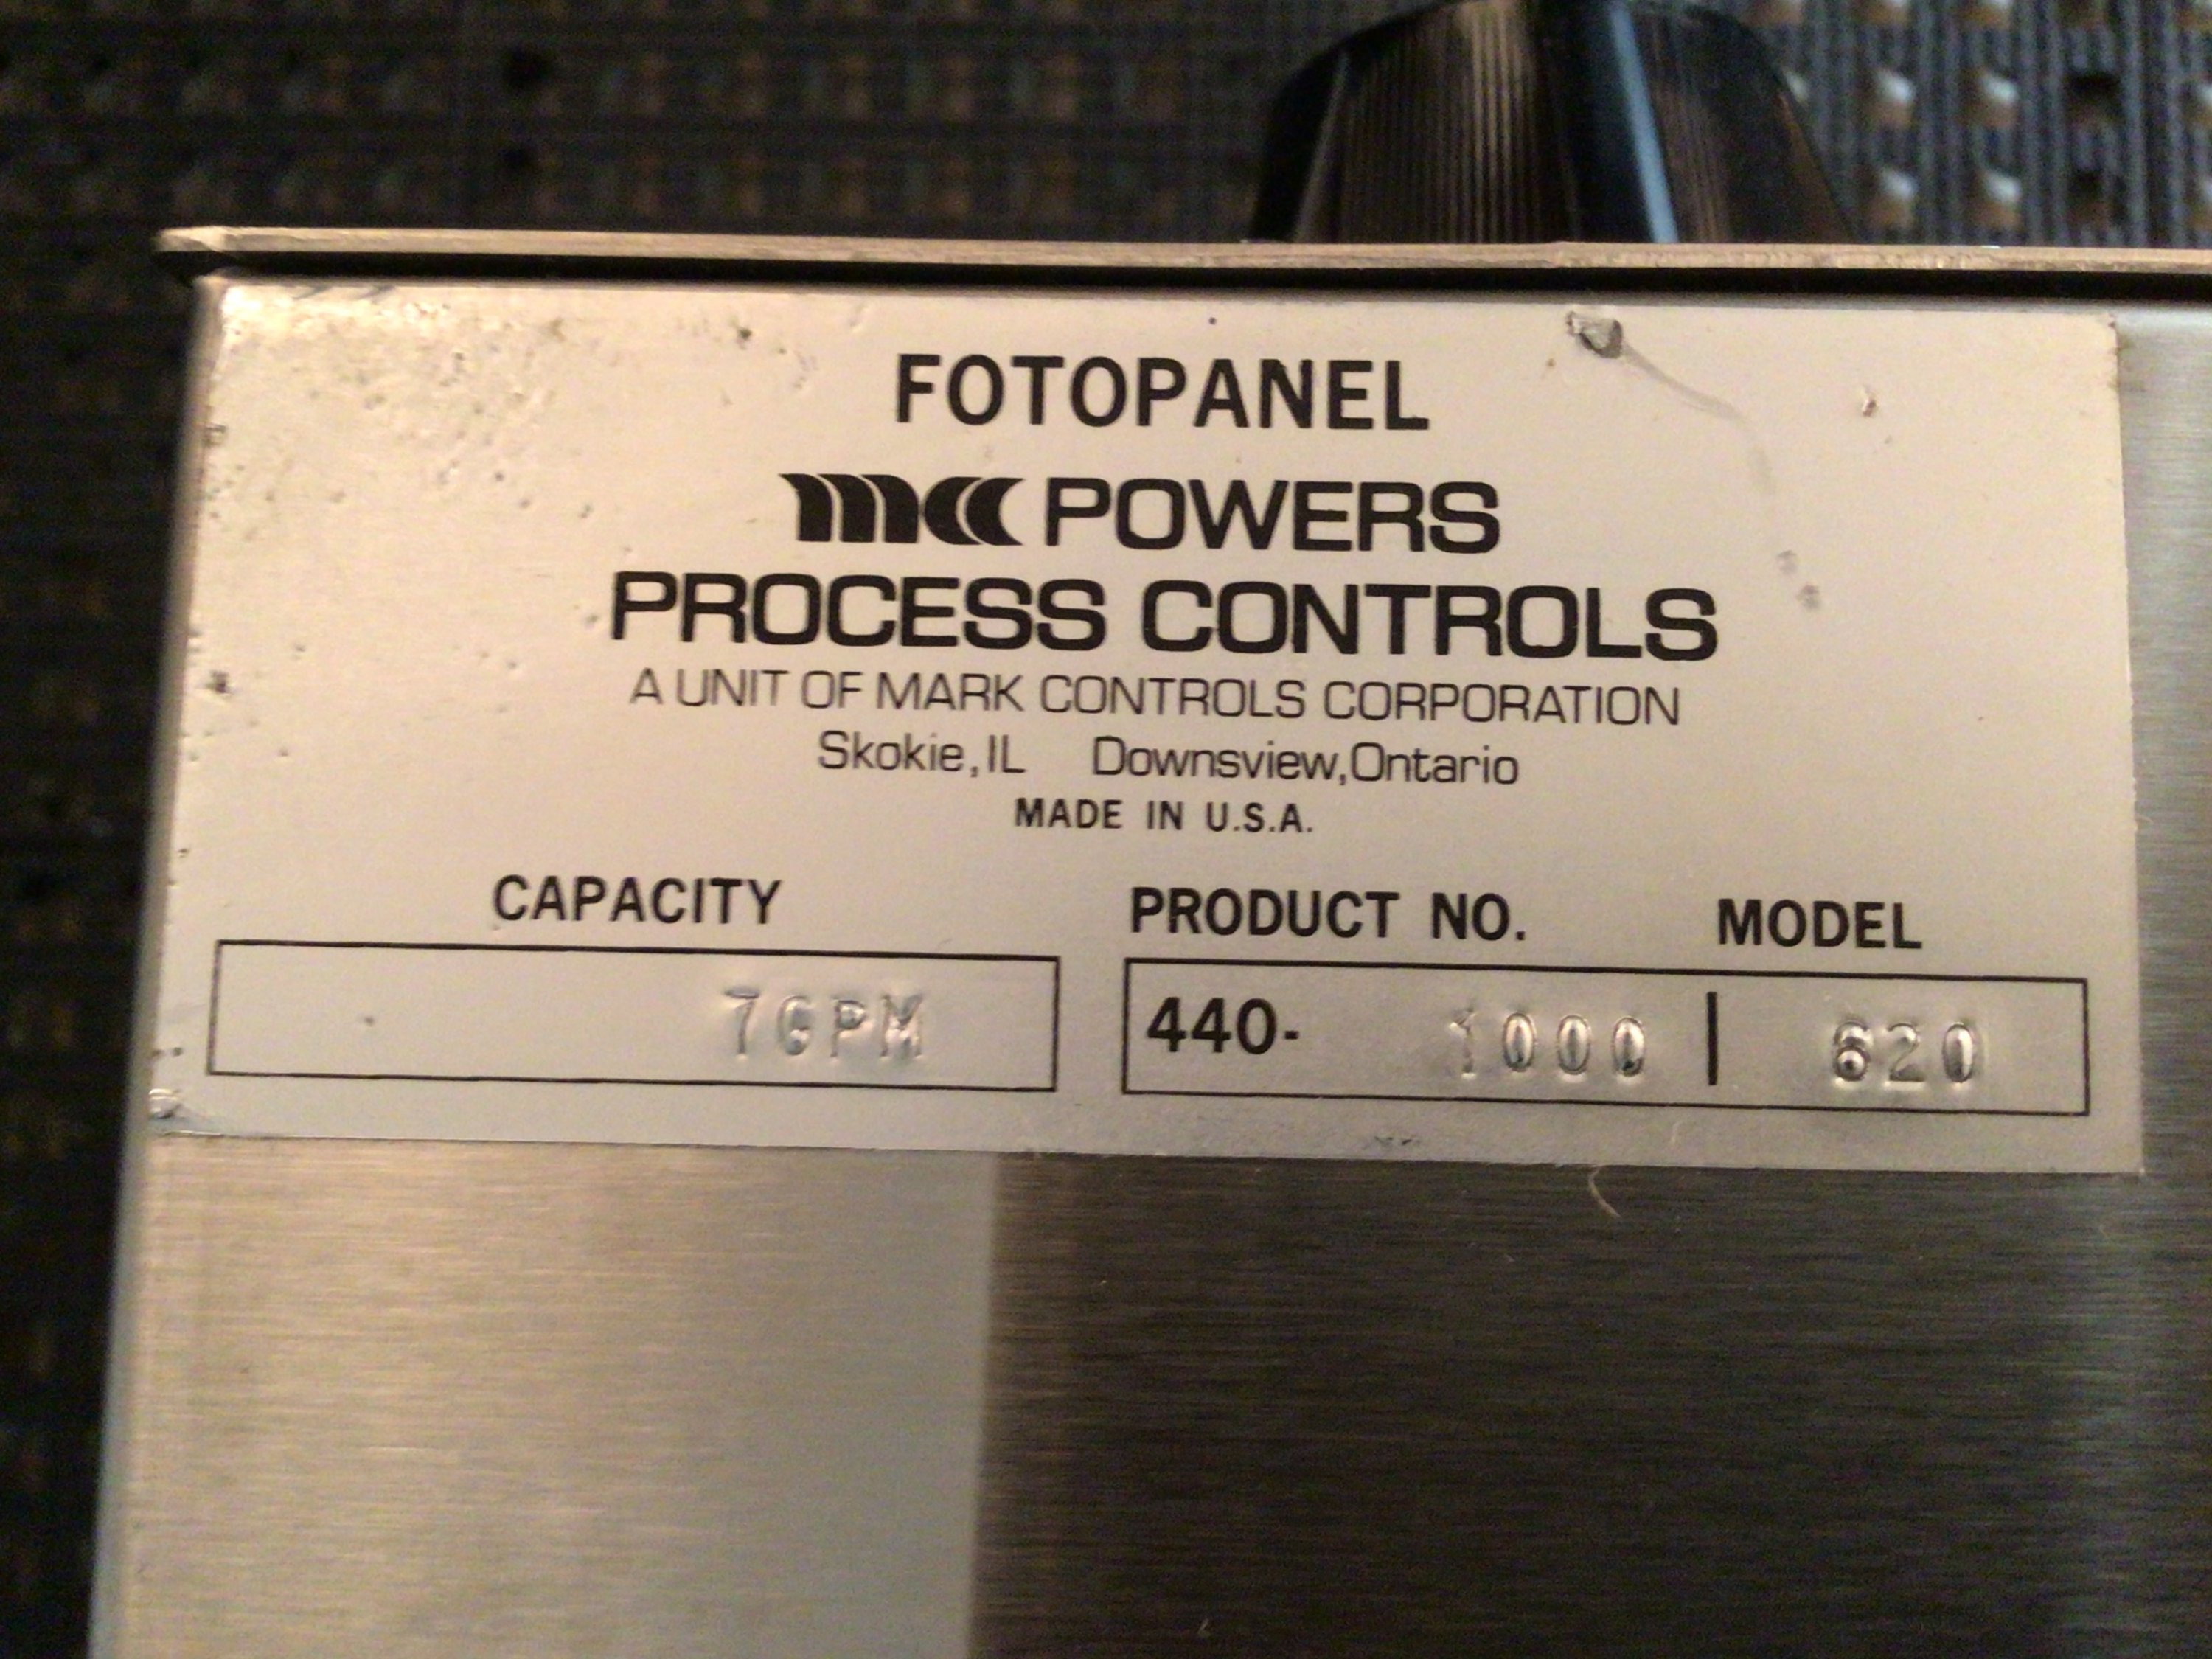 FOTOPANEL
mcc POWERS
PROCESS CONTROLS
A UNIT OF MARK CONTROLS CORPORATION
Skokie, IL Downsview, Ontario
MADE IN U.S.A.
CAPACITY PRODUCT NO. MODEL
7GPM 440- 1000 | 620